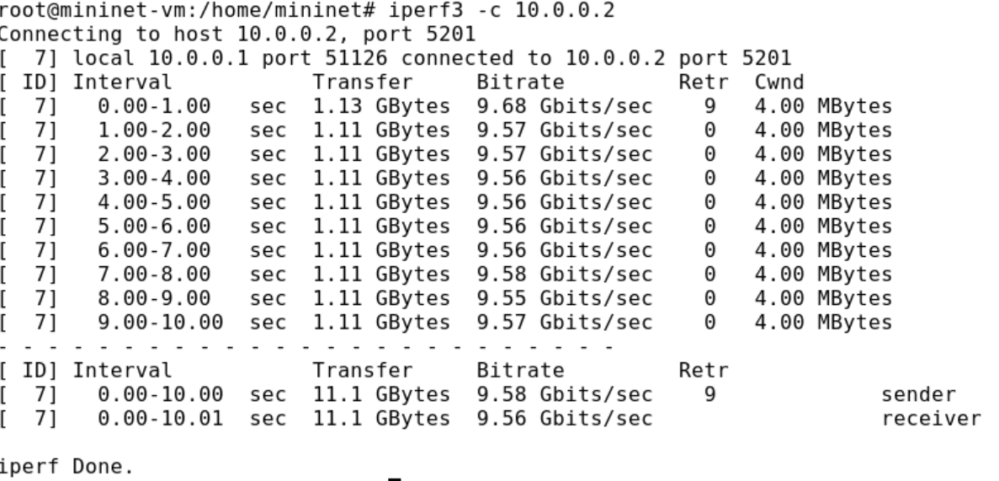 root@mininet-vm:/home/mininet# iperf3 -c 10.0.0.2
Connecting to host 10.0.0.2, port 5201
[  7] local 10.0.0.1 port 51126 connected to 10.0.0.2 port 5201
[ ID] Interval           Transfer     Bitrate         Retr  Cwnd
[  7]   0.00-1.00   sec  1.13 GBytes  9.68 Gbits/sec    9   4.00 MBytes
[  7]   1.00-2.00   sec  1.11 GBytes  9.57 Gbits/sec    0   4.00 MBytes
[  7]   2.00-3.00   sec  1.11 GBytes  9.57 Gbits/sec    0   4.00 MBytes
[  7]   3.00-4.00   sec  1.11 GBytes  9.56 Gbits/sec    0   4.00 MBytes
[  7]   4.00-5.00   sec  1.11 GBytes  9.56 Gbits/sec    0   4.00 MBytes
[  7]   5.00-6.00   sec  1.11 GBytes  9.56 Gbits/sec    0   4.00 MBytes
[  7]   6.00-7.00   sec  1.11 GBytes  9.56 Gbits/sec    0   4.00 MBytes
[  7]   7.00-8.00   sec  1.11 GBytes  9.58 Gbits/sec    0   4.00 MBytes
[  7]   8.00-9.00   sec  1.11 GBytes  9.55 Gbits/sec    0   4.00 MBytes
[  7]   9.00-10.00  sec  1.11 GBytes  9.57 Gbits/sec    0   4.00 MBytes
- - - - - - - - - - - - - - - - - - - - - - - - -
[ ID] Interval           Transfer     Bitrate         Retr
[  7]   0.00-10.00  sec  11.1 GBytes  9.58 Gbits/sec    9             sender
[  7]   0.00-10.01  sec  11.1 GBytes  9.56 Gbits/sec                  receiver
iperf Done.